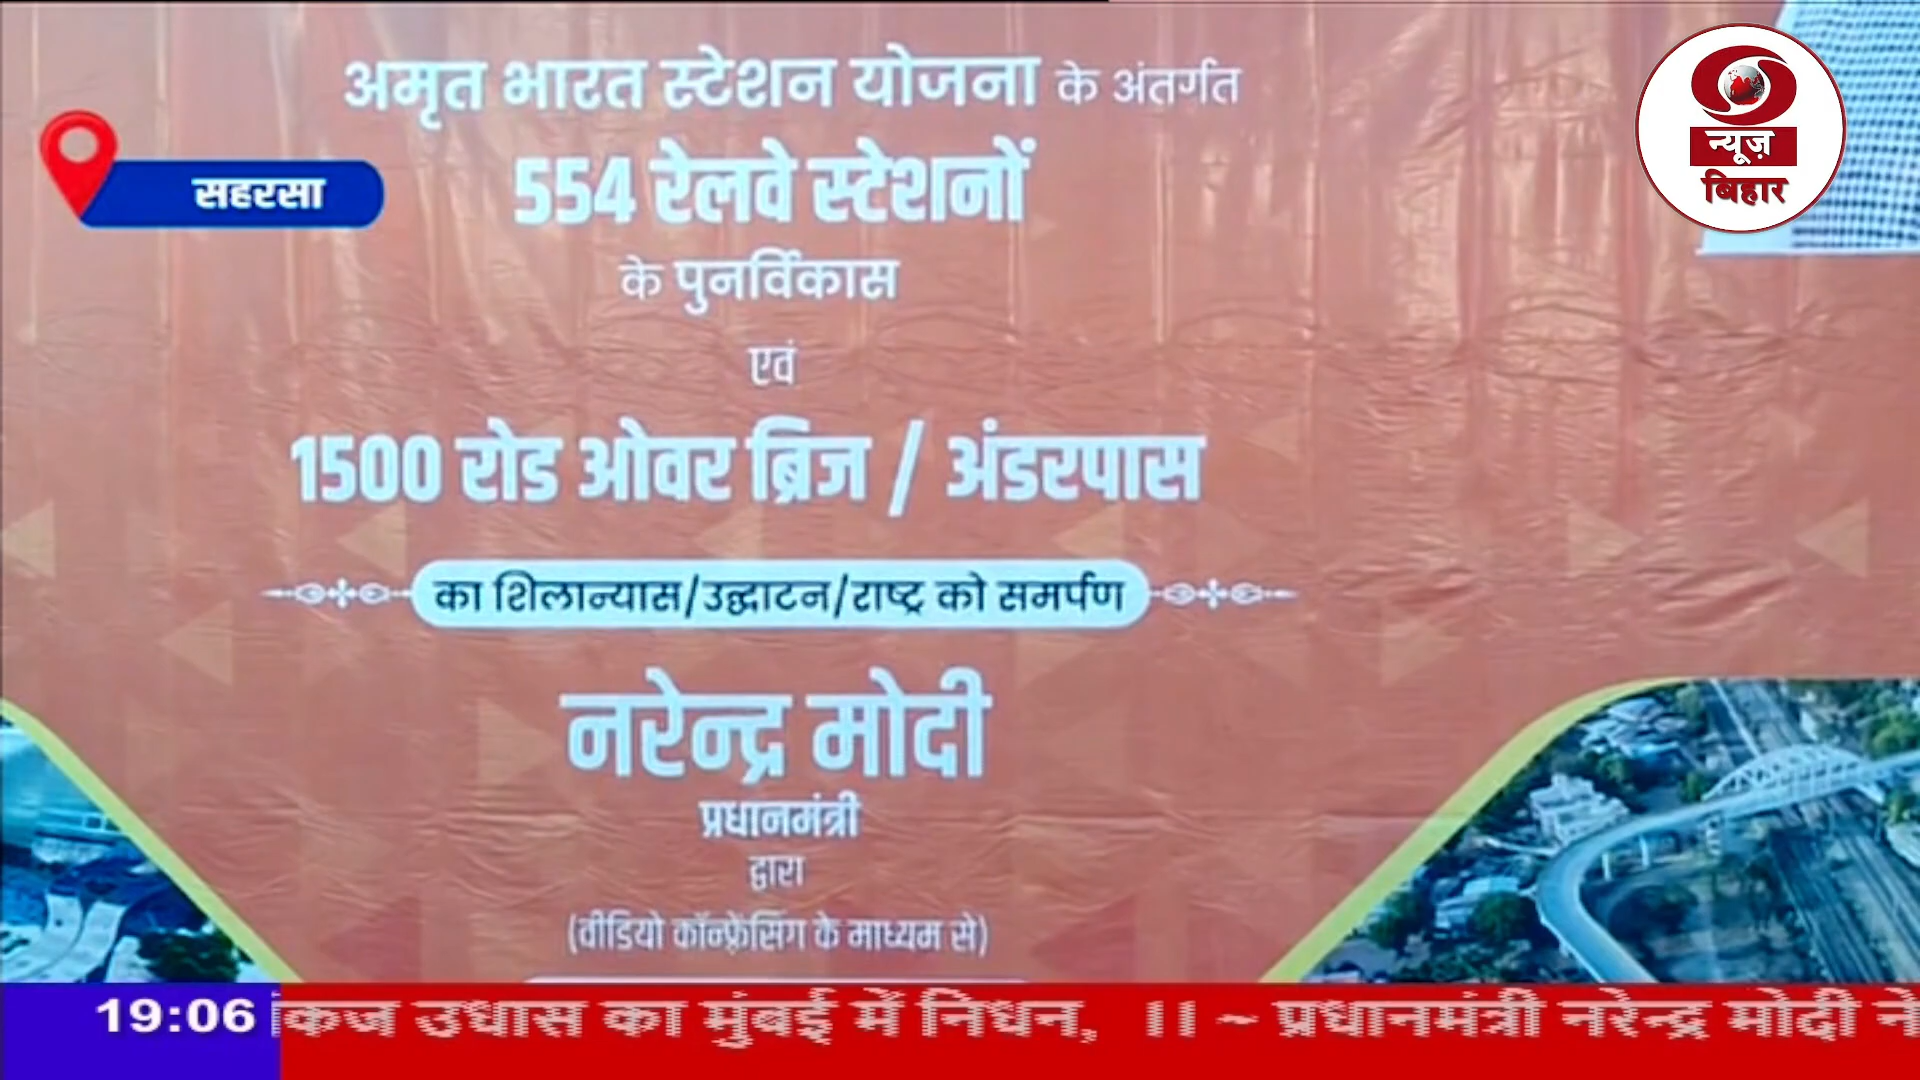 अमृत भारत स्टेशन योजना के अंतर्गत
न्यूज़
बिहार
सहरसा
554 रेलवे स्टेशनों
के पुनर्विकास
एवं
1500 रोड ओवर ब्रिज / अंडरपास
का शिलान्यास/उद्घाटन/राष्ट्र को समर्पण
नरेन्द्र मोदी
प्रधानमंत्री
द्वारा
(वीडियो कॉन्फ्रेंसिंग के माध्यम से)
19:06 उधास का मुंबई में निधन, ।। ~ प्रधानमंत्री नरेन्द्र मोदी ने